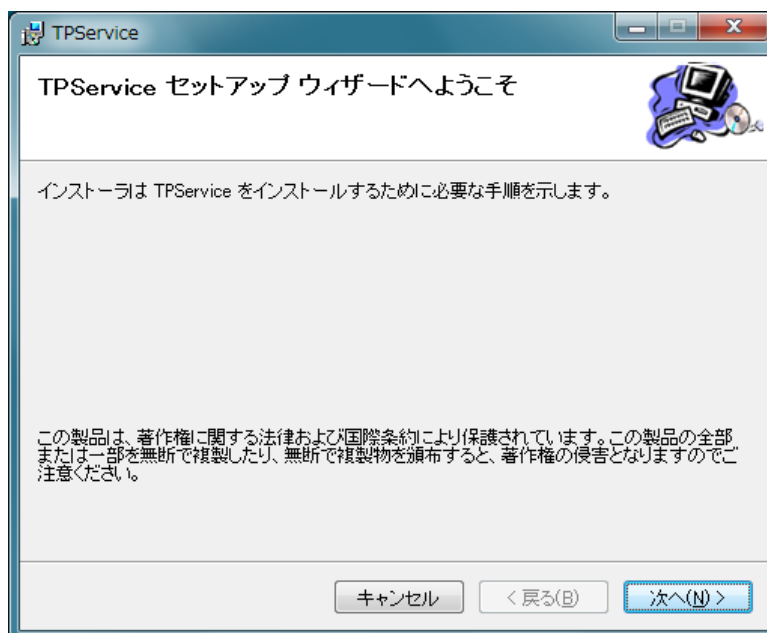 TPService
TPService セットアップ ウィザードへようこそ
インストーラは TPService をインストールするために必要な手順を示します。
この製品は、著作権に関する法律および国際条約により保護されています。この製品の全部
または一部を無断で複製したり、無断で複製物を頒布すると、著作権の侵害となりますのでご
注意ください。
キャンセル
< 戻る(B)
次へ(N) >